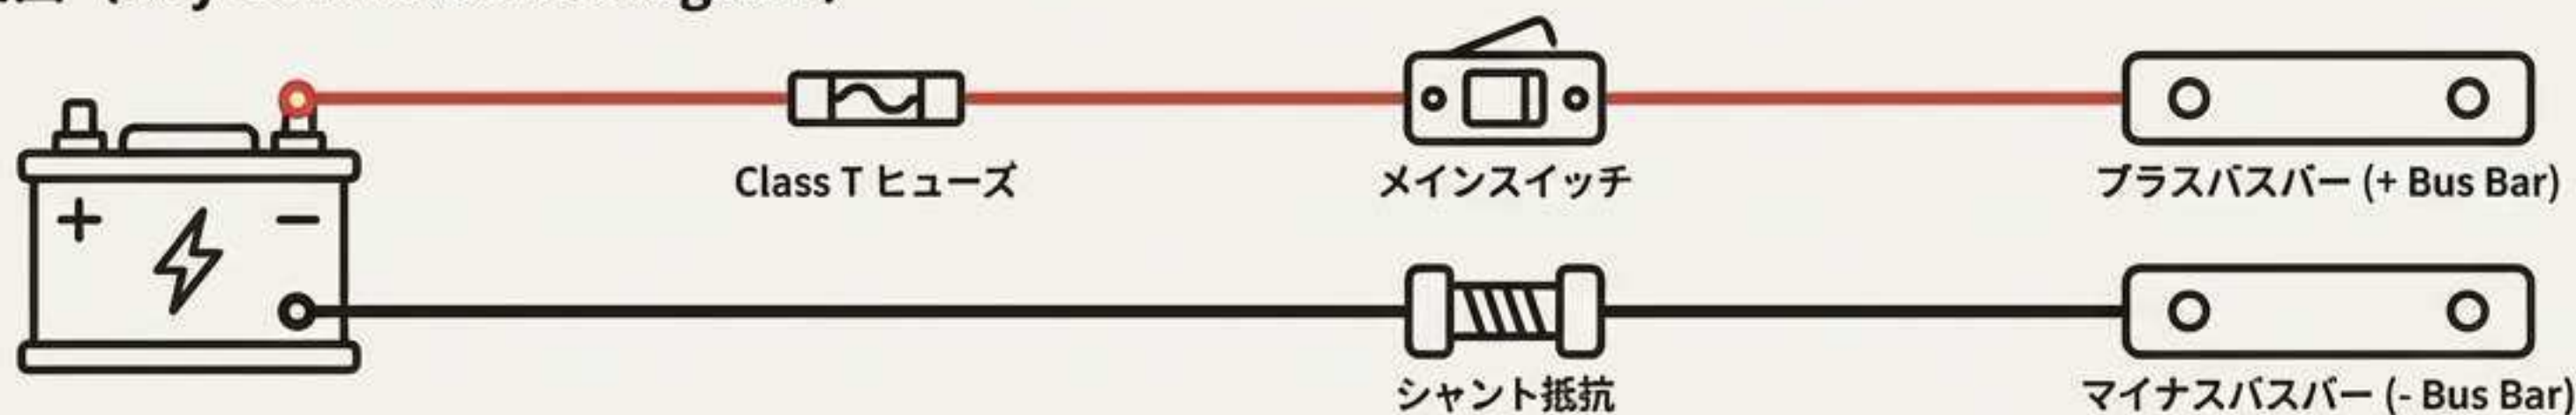 Class T ヒューズ
メインスイッチ
プラスバスバー (+ Bus Bar)
+
−
シャント抵抗
マイナスバスバー (- Bus Bar)